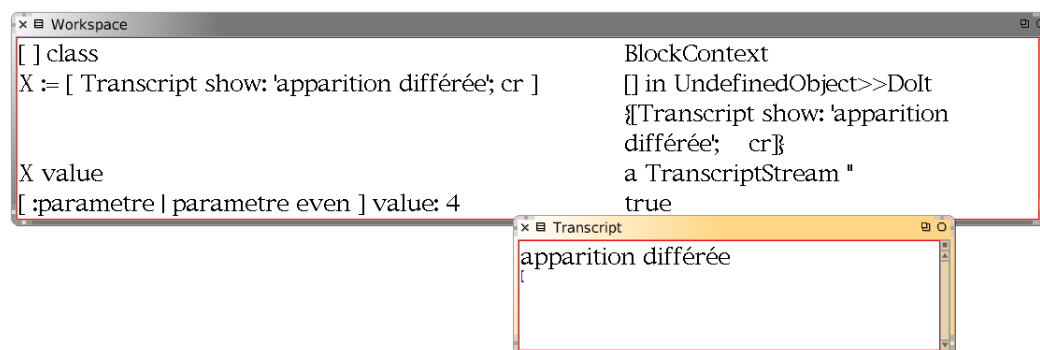 Workspace
[ ] class BlockContext
X := [ Transcript show: 'apparition différée'; cr ] [] in UndefinedObject>>DoIt
{[Transcript show: 'apparition
différée'; cr]}
X value a TranscriptStream "
[ :parametre | parametre even ] value: 4 true
Transcript
apparition différée